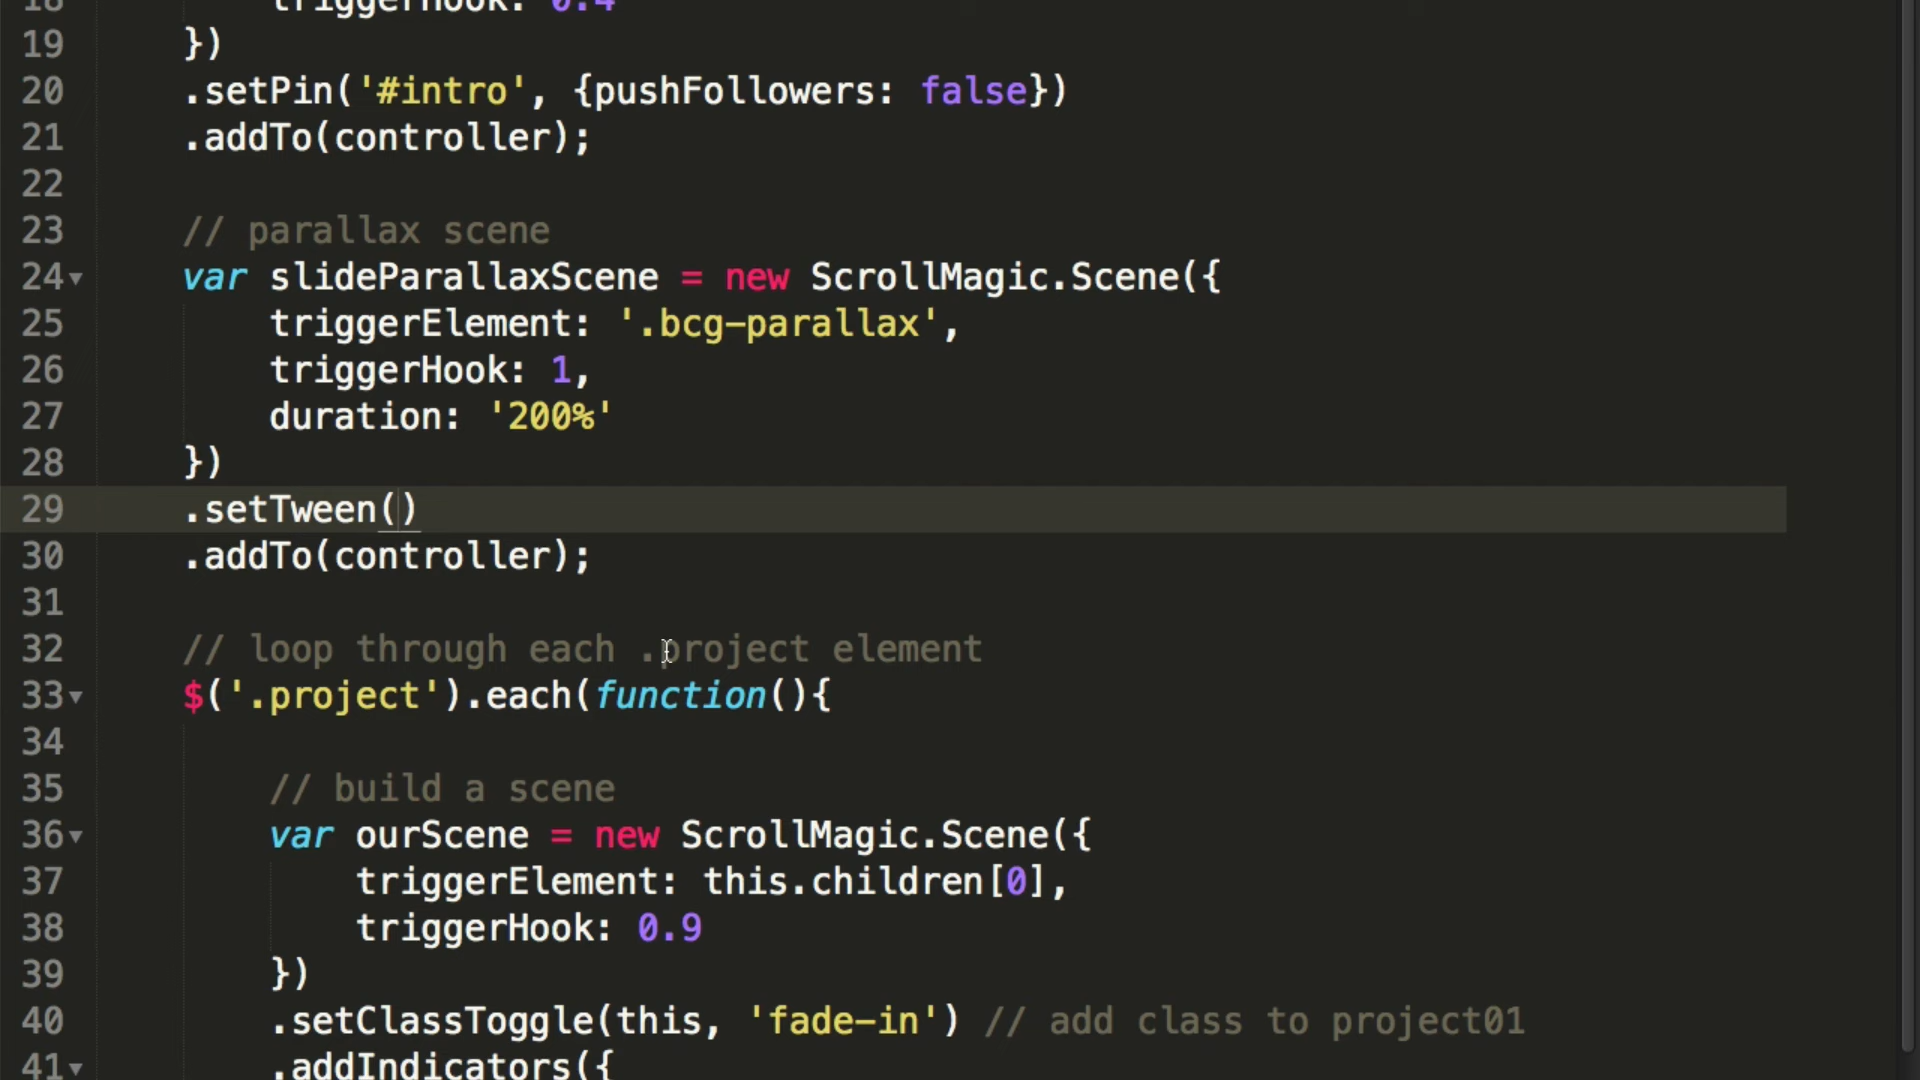 18 triggerHook: 0.4
19 })
20 .setPin('#intro', {pushFollowers: false})
21 .addTo(controller);
22
23 // parallax scene
24 var slideParallaxScene = new ScrollMagic.Scene({
25 triggerElement: '.bcg-parallax',
26 triggerHook: 1,
27 duration: '200%'
28 })
29 .setTween()
30 .addTo(controller);
31
32 // loop through each .project element
33 $('.project').each(function(){
34
35 // build a scene
36 var ourScene = new ScrollMagic.Scene({
37 triggerElement: this.children[0],
38 triggerHook: 0.9
39 })
40 .setClassToggle(this, 'fade-in') // add class to project01
41 .addIndicators({